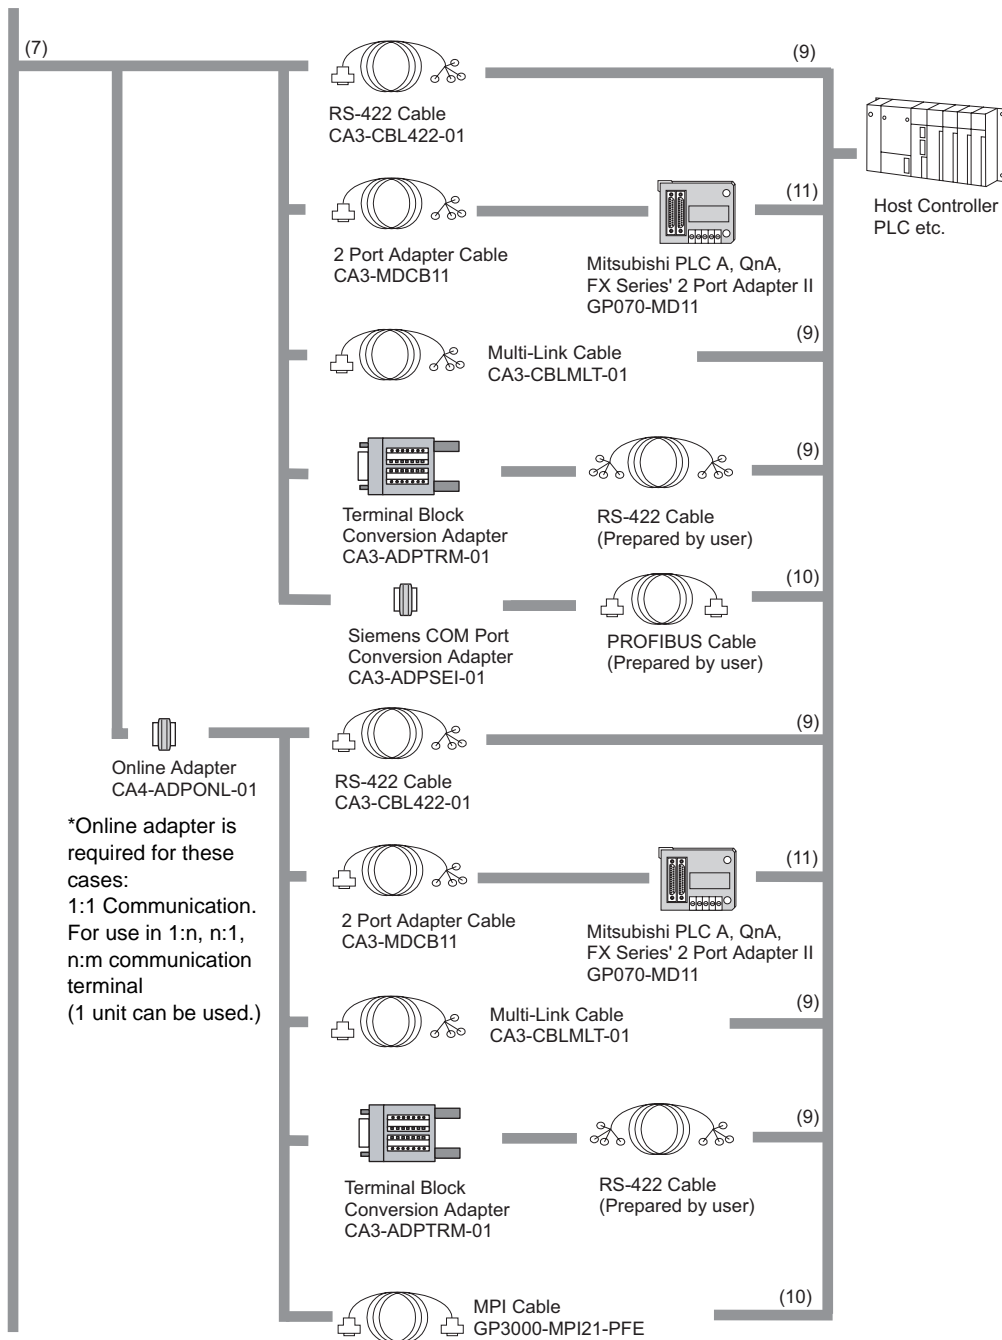 (7)
(9)
RS-422 Cable
CA3-CBL422-01
Host Controller
PLC etc.
(11)
2 Port Adapter Cable
CA3-MDCB11
Mitsubishi PLC A, QnA,
FX Series' 2 Port Adapter II
GP070-MD11
(9)
Multi-Link Cable
CA3-CBLMLT-01
(9)
Terminal Block
Conversion Adapter
CA3-ADPTRM-01
RS-422 Cable
(Prepared by user)
(10)
Siemens COM Port
Conversion Adapter
CA3-ADPSEI-01
PROFIBUS Cable
(Prepared by user)
(9)
Online Adapter
CA4-ADPONL-01
RS-422 Cable
CA3-CBL422-01
*Online adapter is
required for these
cases:
1:1 Communication.
For use in 1:n, n:1,
n:m communication
terminal
(1 unit can be used.)
(11)
2 Port Adapter Cable
CA3-MDCB11
Mitsubishi PLC A, QnA,
FX Series' 2 Port Adapter II
GP070-MD11
(9)
Multi-Link Cable
CA3-CBLMLT-01
(9)
Terminal Block
Conversion Adapter
CA3-ADPTRM-01
RS-422 Cable
(Prepared by user)
(10)
MPI Cable
GP3000-MPI21-PFE